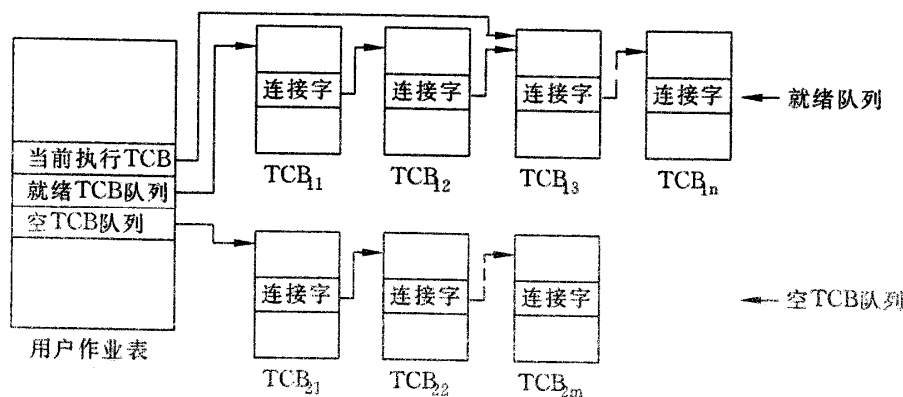 连接字 连接字 连接字 连接字
就绪队列
当前执行TCB
TCB11 TCB12 TCB13 TCB1n
就绪TCB队列
空TCB队列
连接字 连接字 连接字
空TCB队列
用户作业表
TCB21 TCB22 TCB2m